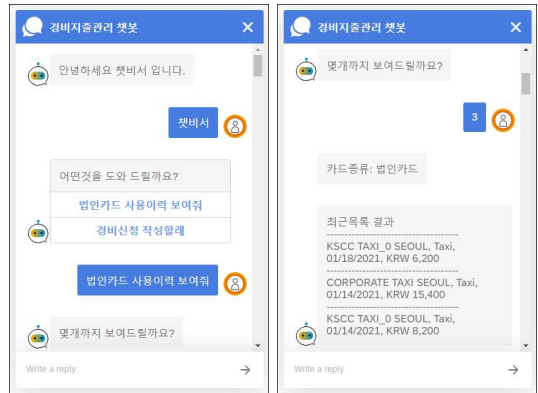 경비지출관리 챗봇
안녕하세요 챗비서 입니다.
챗비서
어떤것을 도와 드릴까요?
법인카드 사용이력 보여줘
경비신청 작성할래
법인카드 사용이력 보여줘
몇개까지 보여드릴까요?
Write a reply
경비지출관리 챗봇
몇개까지 보여드릴까요?
3
카드종류: 법인카드
최근목록 결과
------------------------------------
KSCC TAXI_0 SEOUL, Taxi,
01/18/2021, KRW 6,200
------------------------------------
CORPORATE TAXI SEOUL, Taxi,
01/14/2021, KRW 15,400
------------------------------------
KSCC TAXI_0 SEOUL, Taxi,
01/14/2021, KRW 8,200
Write a reply